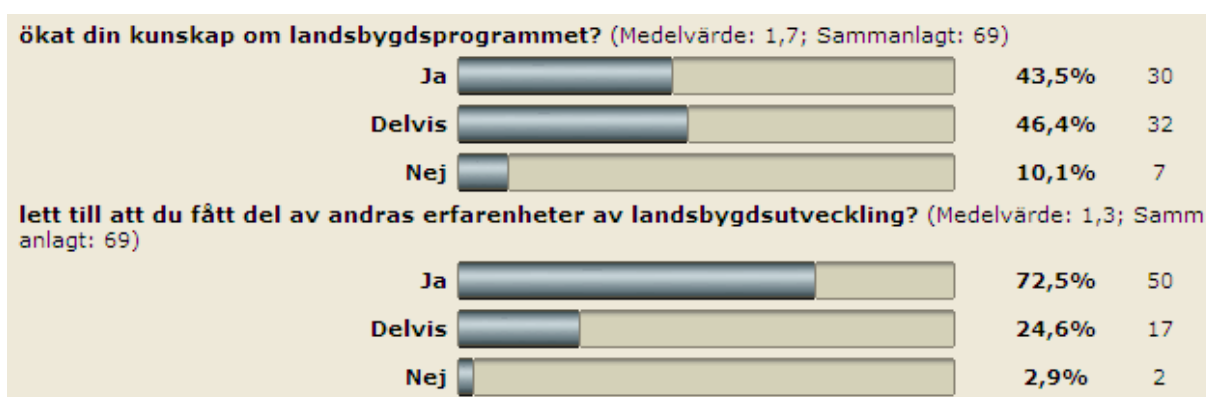 ökat din kunskap om landsbygdsprogrammet? (Medelvärde: 1,7; Sammanlagt: 69)
Ja 43,5% 30
Delvis 46,4% 32
Nej 10,1% 7
lett till att du fått del av andras erfarenheter av landsbygdsutveckling? (Medelvärde: 1,3; Samm
anlagt: 69)
Ja 72,5% 50
Delvis 24,6% 17
Nej 2,9% 2